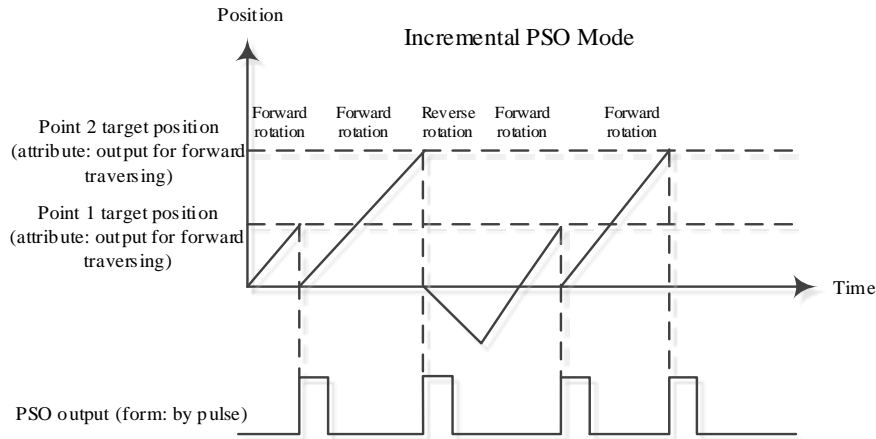 Position
Incremental PSO Mode
Forward
rotation
Forward
rotation
Reverse
rotation
Forward
rotation
Forward
rotation
Point 2 target position
(attribute: output for forward
traversing)
Point 1 target position
(attribute: output for forward
traversing)
Time
PSO output (form: by pulse)